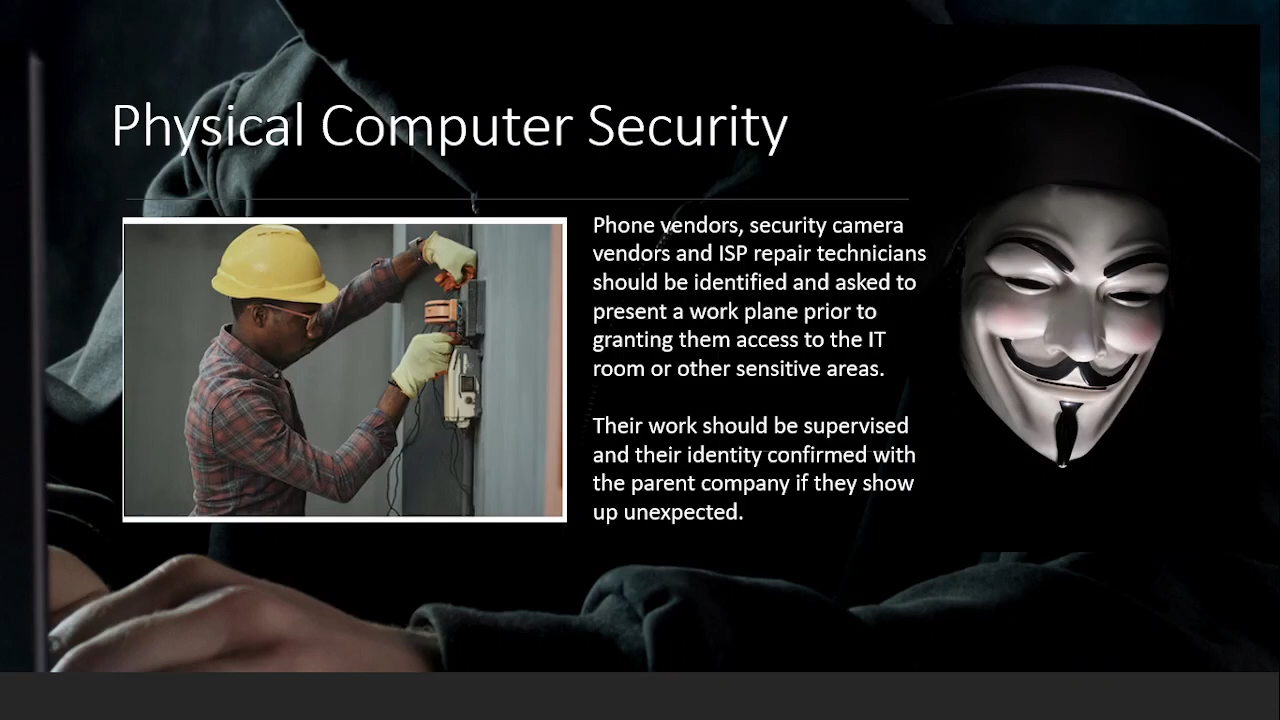 Physical Computer Security
Phone vendors, security camera
vendors and ISP repair technicians
should be identified and asked to
present a work plane prior to
granting them access to the IT
room or other sensitive areas.
Their work should be supervised
and their identity confirmed with
the parent company if they show
up unexpected.